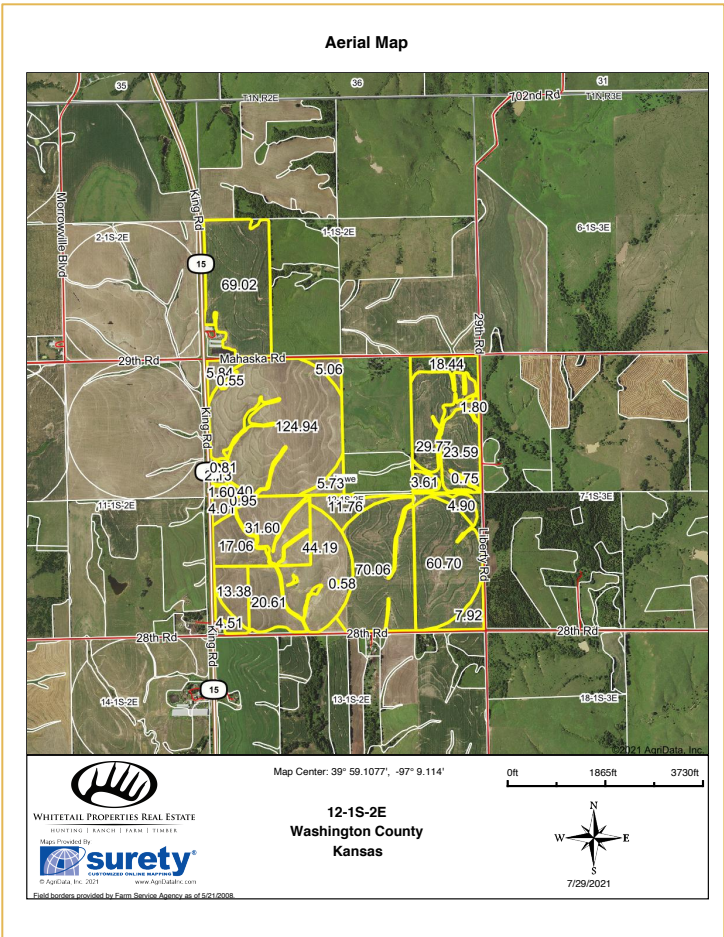 Aerial Map
35
36
31
T1N,R2E
702nd Rd
T1N,R3E
King Rd
Morrowville Blvd
2-1S-2E
1-1S-2E
6-1S-3E
15
69.02
29th Rd
29th Rd
Mahaska Rd
5.84
0.55
5.06
18.44
1.80
124.94
King Rd
29.77
23.59
0.81
2.13
5.73
3.61
0.75
1.60
40
0.95
11-1S-2E
4.01
11.76
4.90
7-1S-3E
31.60
17.06
44.19
70.06
60.70
Liberty Rd
0.58
13.38
20.61
7.92
4.51
28th Rd
King Rd
28th Rd
28th Rd
15
14-1S-2E
13-1S-2E
18-1S-3E
©2021 AgriData, Inc.
Map Center: 39° 59.1077', -97° 9.114'
0ft 1865ft 3730ft
WHITETAIL PROPERTIES REAL ESTATE
HUNTING | RANCH | FARM | TIMBER
12-1S-2E
Washington County
Kansas
N
W E
S
Maps Provided By:
surety®
CUSTOMIZED ONLINE MAPPING
© AgriData, Inc. 2021 www.AgriDataInc.com
7/29/2021
Field borders provided by Farm Service Agency as of 5/21/2008.